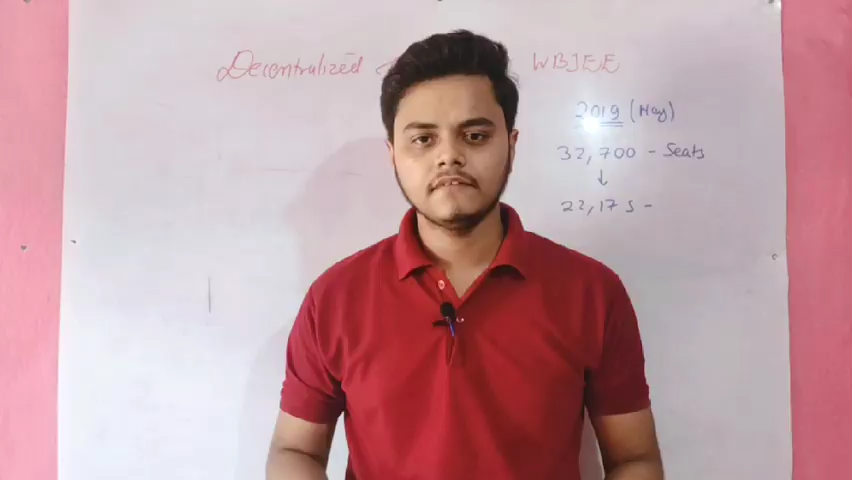 Decentralized WBJEE
2019 (May)
32,700 - Seats
↓
22,175 -